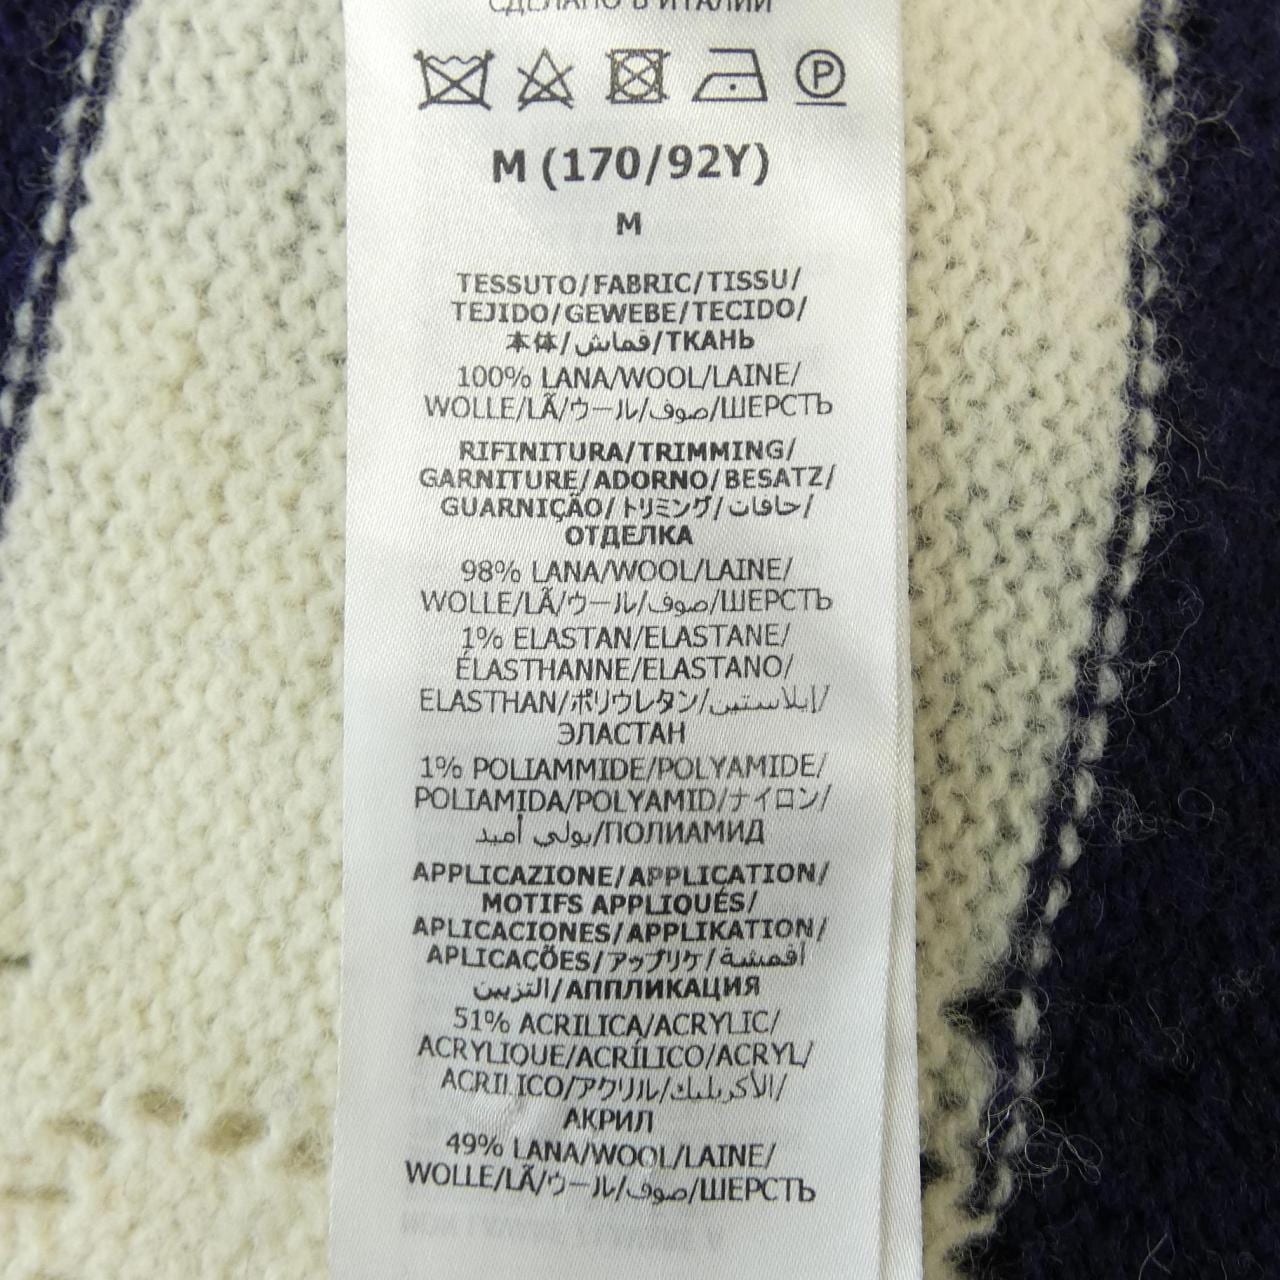 СДЕЛАНО В ИТАЛИИ
P
M (170/92Y)
M
TESSUTO/FABRIC/TISSU/
TEJIDO/GEWEBE/TECIDO/
本体/قماش/ТКАНЬ
100% LANA/WOOL/LAINE/
WOLLE/LÃ/ウール/صوف/ШЕРСТЬ
RIFINITURA/TRIMMING/
GARNITURE/ADORNO/BESATZ/
GUARNIÇÃO/トリミング/حافات/
ОТДЕЛКА
98% LANA/WOOL/LAINE/
WOLLE/LÃ/ウール/صوف/ШЕРСТЬ
1% ELASTAN/ELASTANE/
ÉLASTHANNE/ELASTANO/
ELASTHAN/ポリウレタン/إيلاستين/
ЭЛАСТАН
1% POLIAMMIDE/POLYAMIDE/
POLIAMIDA/POLYAMID/ナイロン/
بولي أميد/ПОЛИАМИД
APPLICAZIONE/APPLICATION/
MOTIFS APPLIQUÉS/
APLICACIONES/APPLIKATION/
APLICAÇÕES/アップリケ/أقمشة
التزيين/АППЛИКАЦИЯ
51% ACRILICA/ACRYLIC/
ACRYLIQUE/ACRÍLICO/ACRYL/
ACRILICO/アクリル/الأكريليك/
АКРИЛ
49% LANA/WOOL/LAINE/
WOLLE/LÃ/ウール/صوف/ШЕРСТЬ